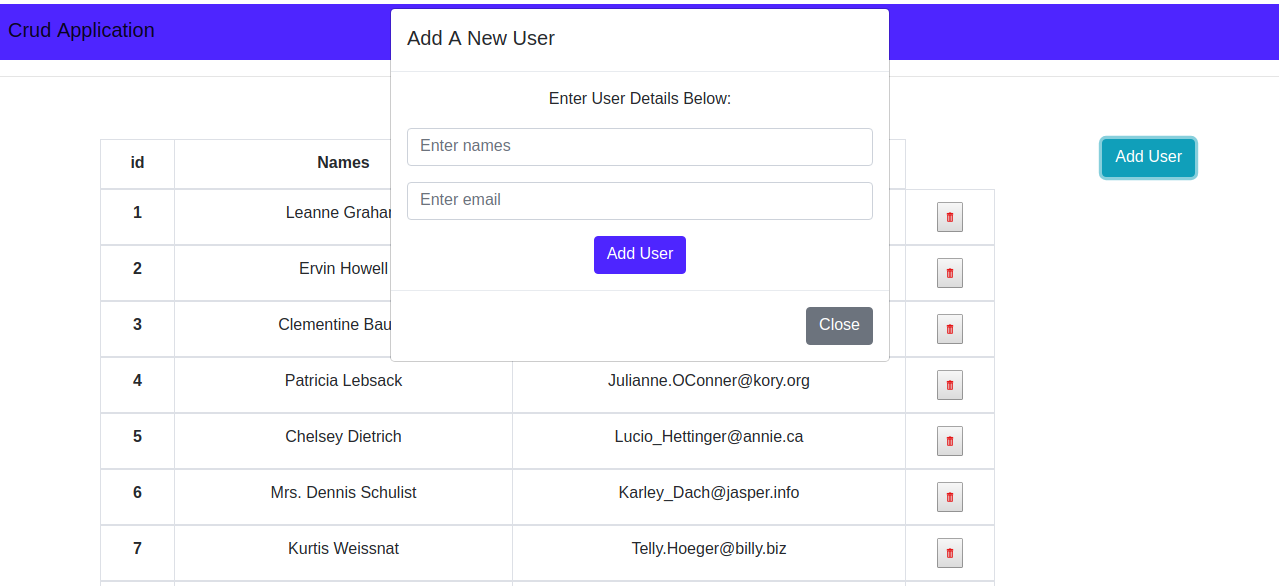 Crud Application
Add A New User
Enter User Details Below:
Enter names
Enter email
Add User
Close
Add User
id Names
1 Leanne
2 Ervin Howell
3 Clementine
4 Patricia Lebsack Julianne.OConner@kory.org
5 Chelsey Dietrich Lucio_Hettinger@annie.ca
6 Mrs. Dennis Schulist Karley_Dach@jasper.info
7 Kurtis Weissnat Telly.Hoeger@billy.biz